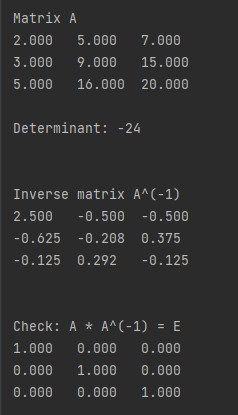 Matrix A
2.000   5.000   7.000
3.000   9.000   15.000
5.000   16.000  20.000
Determinant: -24
Inverse matrix A^(-1)
2.500   -0.500  -0.500
-0.625  -0.208  0.375
-0.125  0.292   -0.125
Check: A * A^(-1) = E
1.000   0.000   0.000
0.000   1.000   0.000
0.000   0.000   1.000